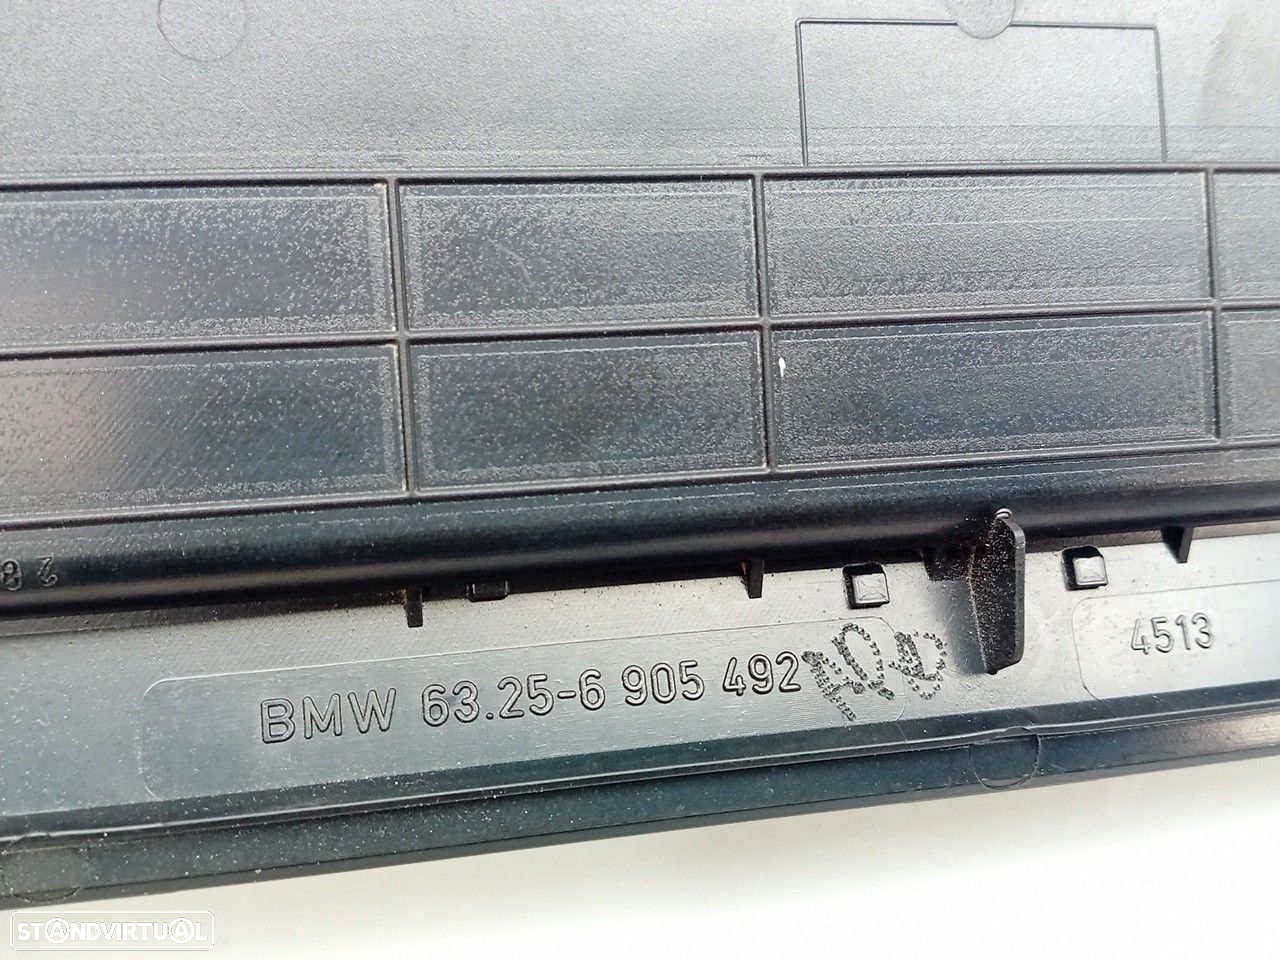 BMW 63.25-6 905 492
4513
STANDVIRTUAL